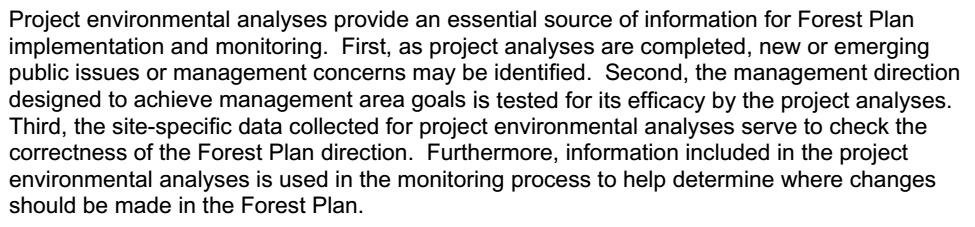 Project environmental analyses provide an essential source of information for Forest Plan
implementation and monitoring.  First, as project analyses are completed, new or emerging
public issues or management concerns may be identified.  Second, the management direction
designed to achieve management area goals is tested for its efficacy by the project analyses.
Third, the site-specific data collected for project environmental analyses serve to check the
correctness of the Forest Plan direction.  Furthermore, information included in the project
environmental analyses is used in the monitoring process to help determine where changes
should be made in the Forest Plan.